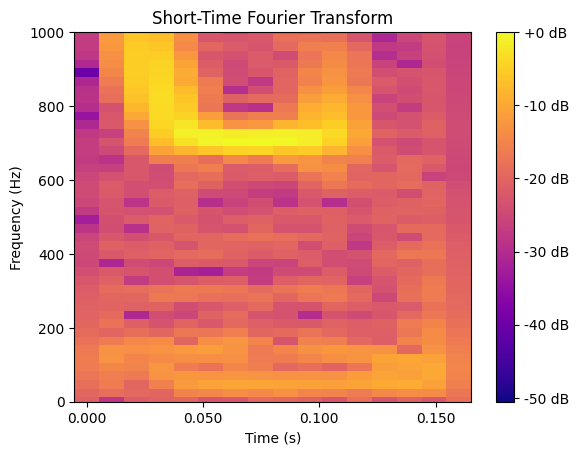 Short-Time Fourier Transform
1000
800
600
400
200
0
Frequency (Hz)
0.000
0.050
0.100
0.150
Time (s)
+0 dB
-10 dB
-20 dB
-30 dB
-40 dB
-50 dB